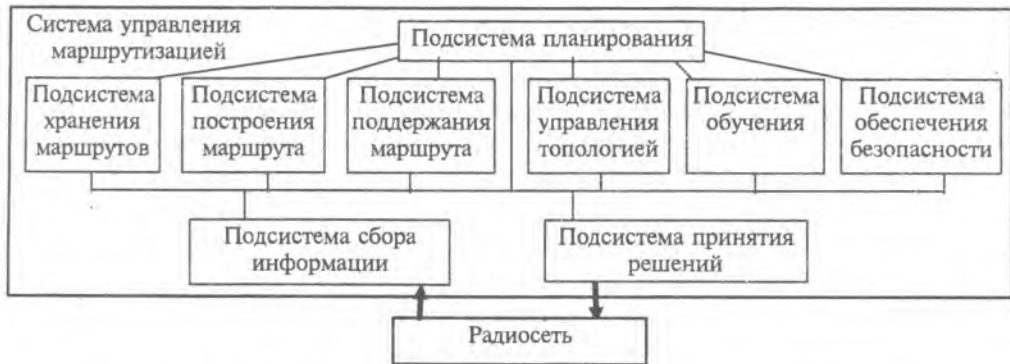 Система управления
маршрутизацией
Подсистема планирования
Подсистема
хранения
маршрутов
Подсистема
построения
маршрута
Подсистема
поддержания
маршрута
Подсистема
управления
топологией
Подсистема
обучения
Подсистема
обеспечения
безопасности
Подсистема сбора
информации
Подсистема принятия
решений
Радиосеть